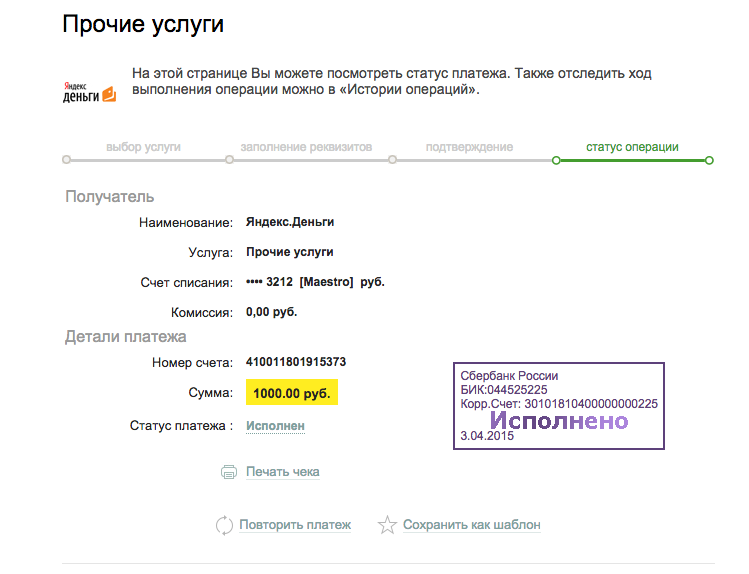 Прочие услуги
Яндекс
деньги
На этой странице Вы можете посмотреть статус платежа. Также отследить ход
выполнения операции можно в «Истории операций».
выбор услуги
заполнение реквизитов
подтверждение
статус операции
Получатель
Наименование: Яндекс.Деньги
Услуга: Прочие услуги
Счет списания: •••• 3212 [Maestro] руб.
Комиссия: 0,00 руб.
Детали платежа
Номер счета: 410011801915373
Сумма: 1000.00 руб.
Статус платежа : Исполнен
Сбербанк России
БИК:044525225
Корр.Счет: 30101810400000000225
Исполнено
3.04.2015
Печать чека
Повторить платеж
Сохранить как шаблон